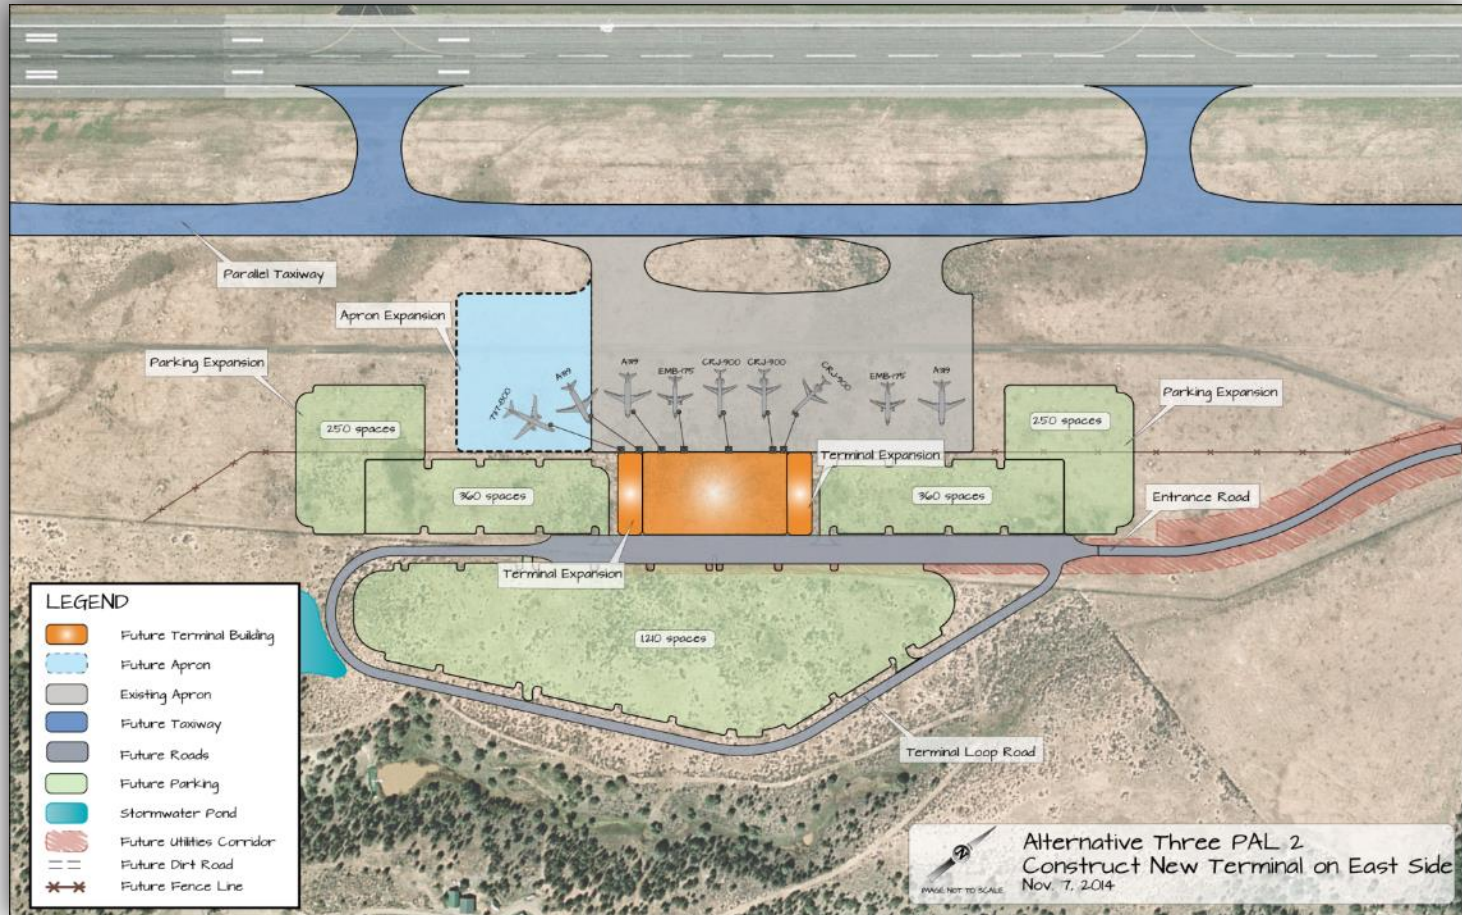 Parallel Taxiway
Apron Expansion
Parking Expansion
250 spaces
360 spaces
737-800
A319
A319
EMB-175
CRJ-900
CRJ-900
CRJ-900
EMB-175
A319
Parking Expansion
250 spaces
Terminal Expansion
360 spaces
Entrance Road
Terminal Expansion
1210 spaces
Terminal Loop Road
LEGEND
Future Terminal Building
Future Apron
Existing Apron
Future Taxiway
Future Roads
Future Parking
Stormwater Pond
Future Utilities Corridor
Future Dirt Road
Future Fence Line
N
IMAGE NOT TO SCALE
Alternative Three PAL 2
Construct New Terminal on East Side
Nov. 7, 2014